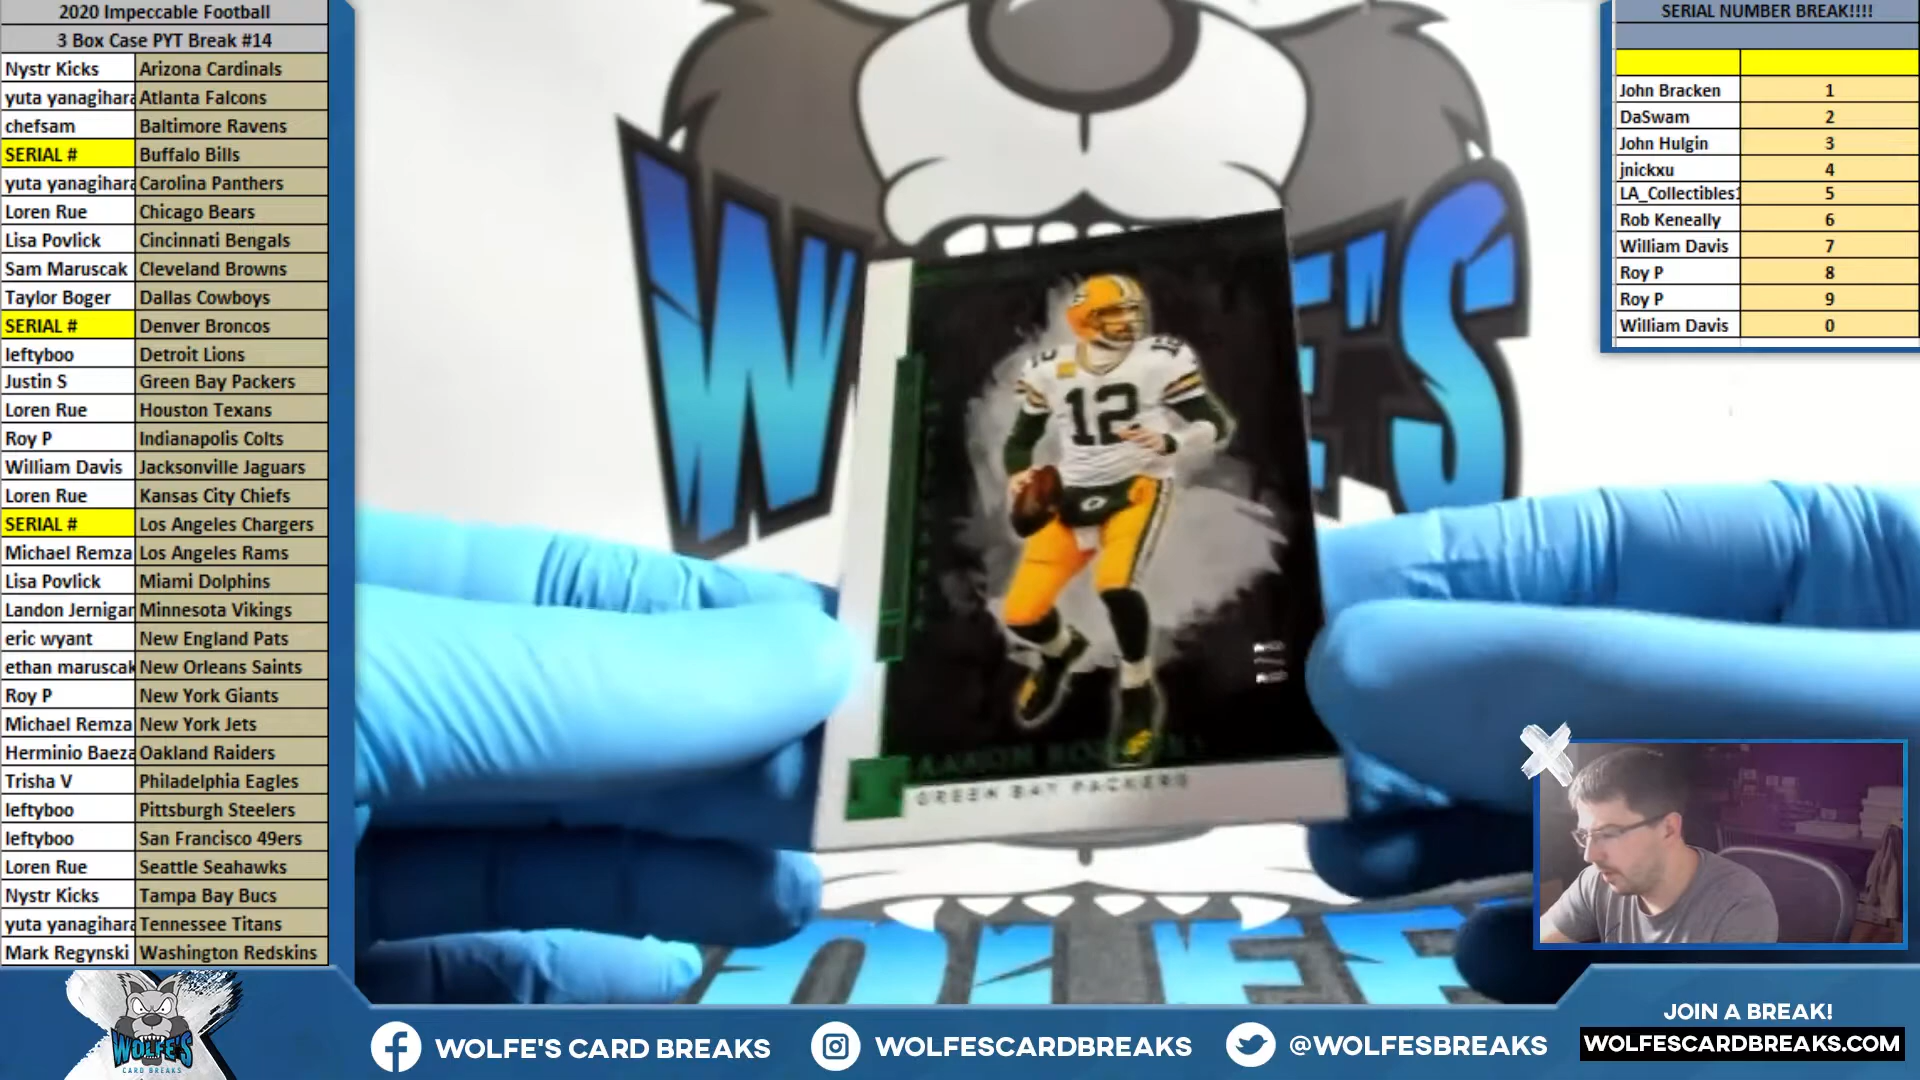 2020 Impeccable Football
3 Box Case PYT Break #14
Nystr Kicks Arizona Cardinals
yuta yanagihara Atlanta Falcons
chefsam Baltimore Ravens
SERIAL # Buffalo Bills
yuta yanagihara Carolina Panthers
Loren Rue Chicago Bears
Lisa Povlick Cincinnati Bengals
Sam Maruscak Cleveland Browns
Taylor Boger Dallas Cowboys
SERIAL # Denver Broncos
leftyboo Detroit Lions
Justin S Green Bay Packers
Loren Rue Houston Texans
Roy P Indianapolis Colts
William Davis Jacksonville Jaguars
Loren Rue Kansas City Chiefs
SERIAL # Los Angeles Chargers
Michael Remza Los Angeles Rams
Lisa Povlick Miami Dolphins
Landon Jernigan Minnesota Vikings
eric wyant New England Pats
ethan maruscak New Orleans Saints
Roy P New York Giants
Michael Remza New York Jets
Herminio Baeza Oakland Raiders
Trisha V Philadelphia Eagles
leftyboo Pittsburgh Steelers
leftyboo San Francisco 49ers
Loren Rue Seattle Seahawks
Nystr Kicks Tampa Bay Bucs
yuta yanagihara Tennessee Titans
Mark Regynski Washington Redskins
SERIAL NUMBER BREAK!!!!
John Bracken 1
DaSwam 2
John Hulgin 3
jnickxu 4
LA_Collectibles1 5
Rob Keneally 6
William Davis 7
Roy P 8
Roy P 9
William Davis 0
12
AARON RODGERS
GREEN BAY PACKERS
WOLFE'S
CARD BREAKS
WOLFE'S CARD BREAKS
WOLFESCARDBREAKS
@WOLFESBREAKS
JOIN A BREAK!
WOLFESCARDBREAKS.COM